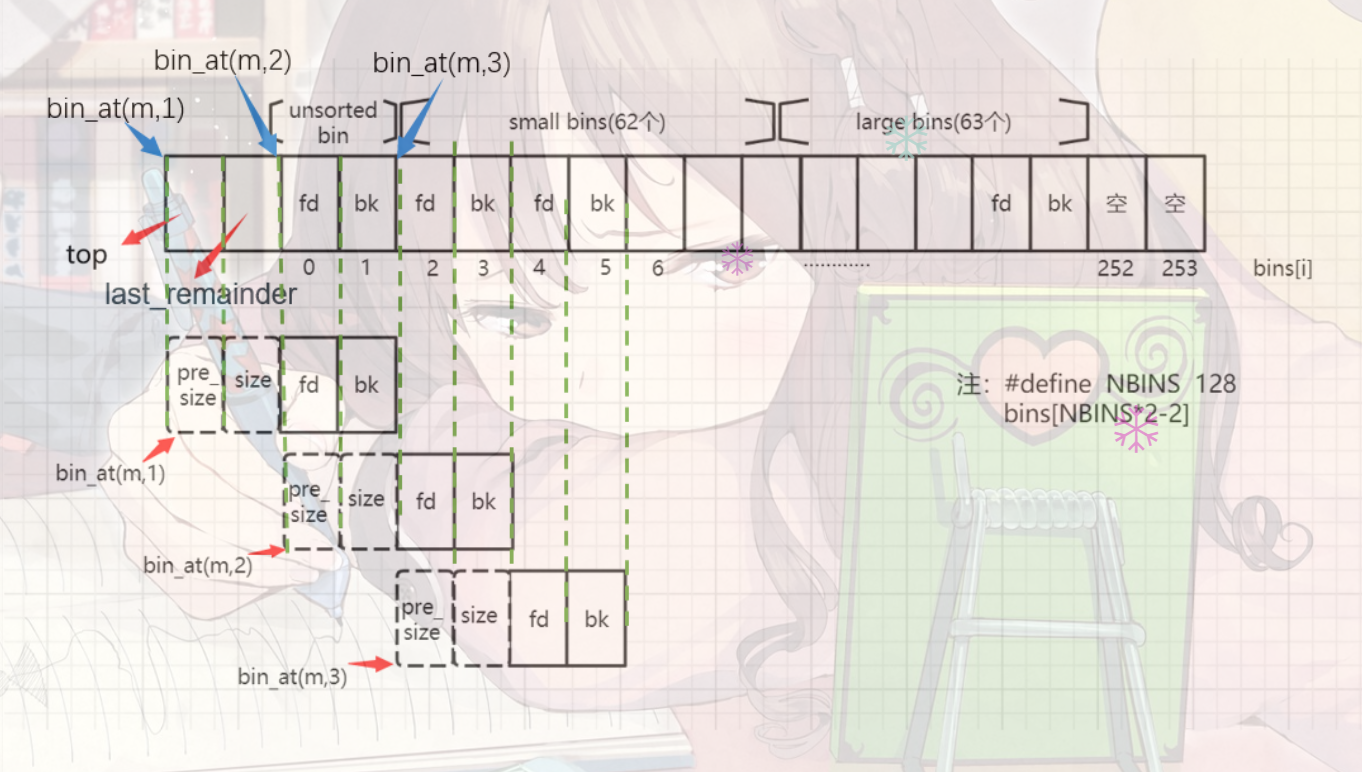 bin_at(m,2)
bin_at(m,3)
bin_at(m,1)
unsorted
bin
small bins(62个)
large bins(63个)
fd bk fd bk fd bk fd bk 空 空
top
0 1 2 3 4 5 6 ............ 252 253 bins[i]
last_remainder
pre_
size
size
fd
bk
注：#define NBINS 128
bins[NBINS*2-2]
bin_at(m,1)
pre_
size
size
fd
bk
bin_at(m,2)
pre_
size
size
fd
bk
bin_at(m,3)